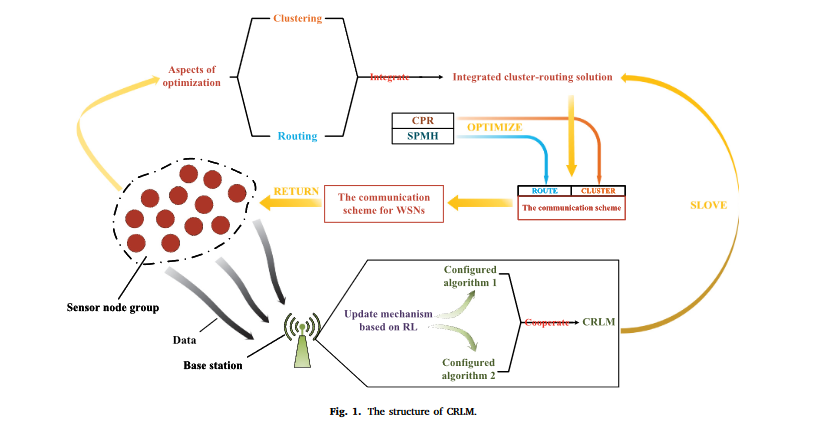 Clustering
Aspects of
optimization
Integrate
Integrated cluster-routing solution
Routing
CPR
SPMH
OPTIMIZE
ROUTE
CLUSTER
The communication scheme
RETURN
The communication
scheme for WSNs
SLOVE
Sensor node group
Data
Base station
Configured
algorithm 1
Update mechanism
based on RL
Cooperate
CRLM
Configured
algorithm 2
Fig. 1. The structure of CRLM.